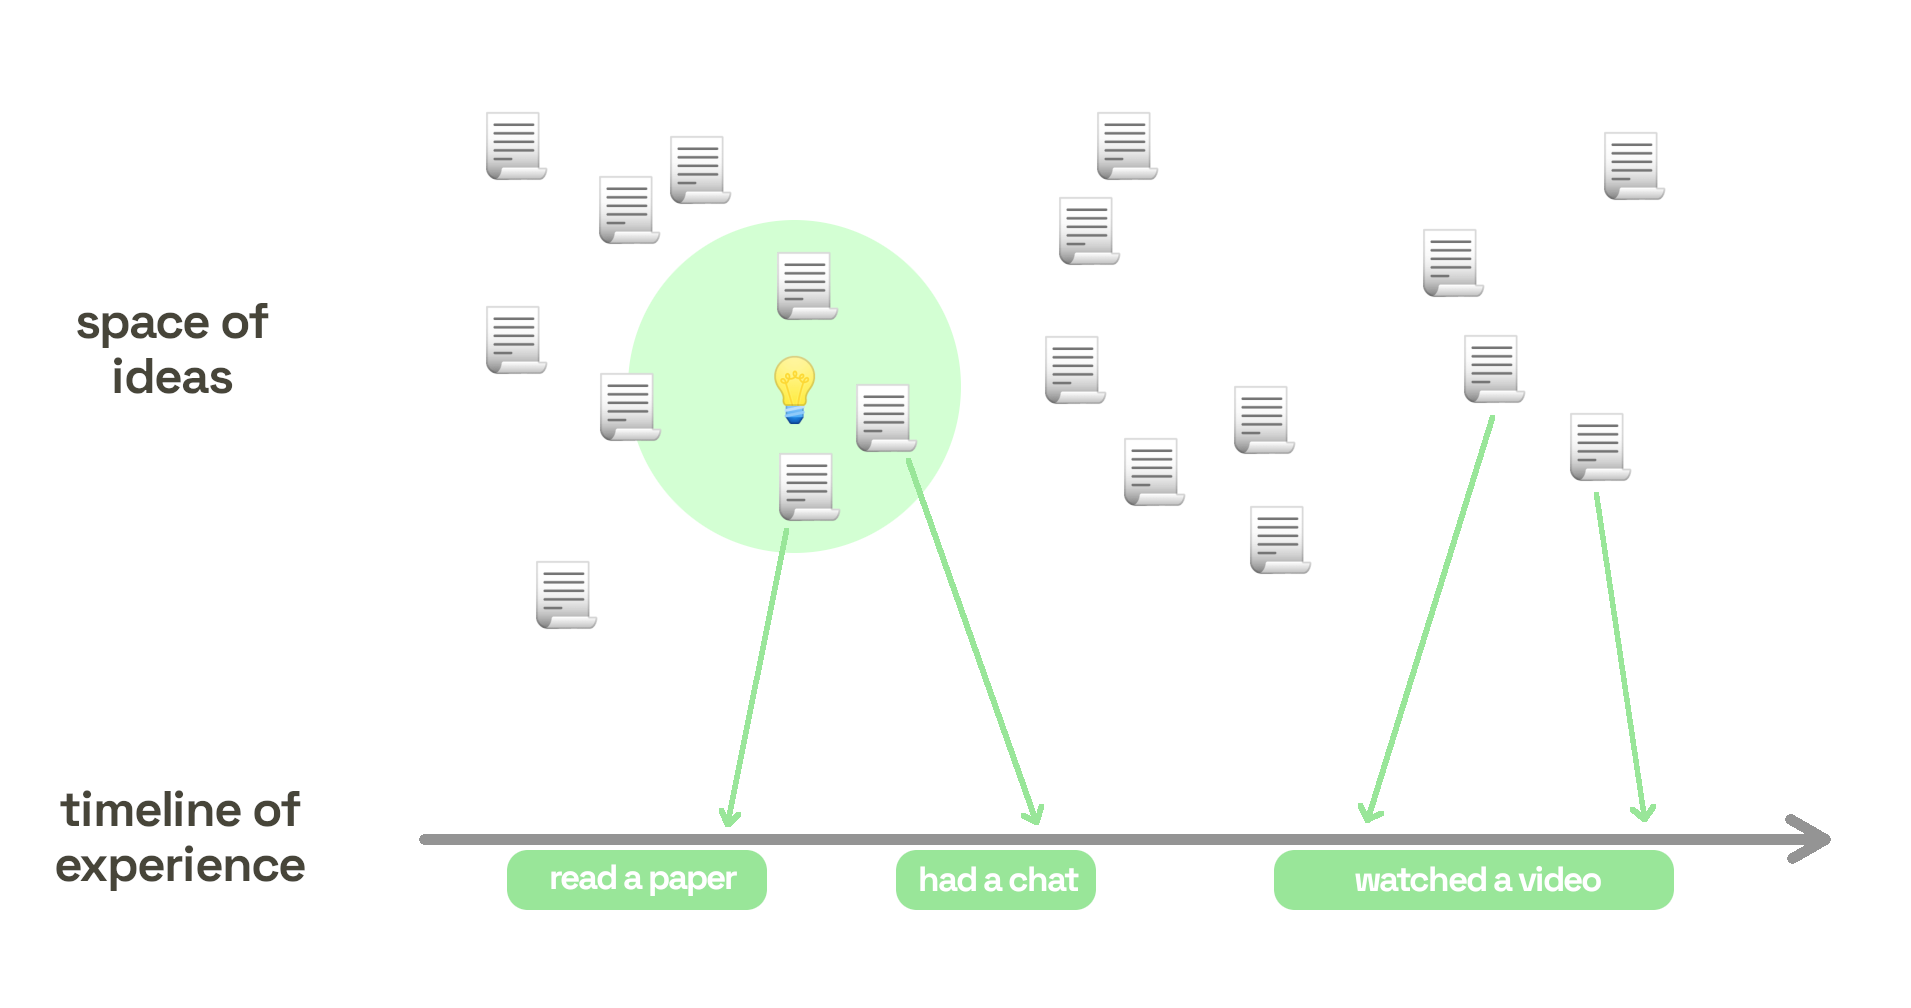 space of
ideas
timeline of
experience
read a paper
had a chat
watched a video